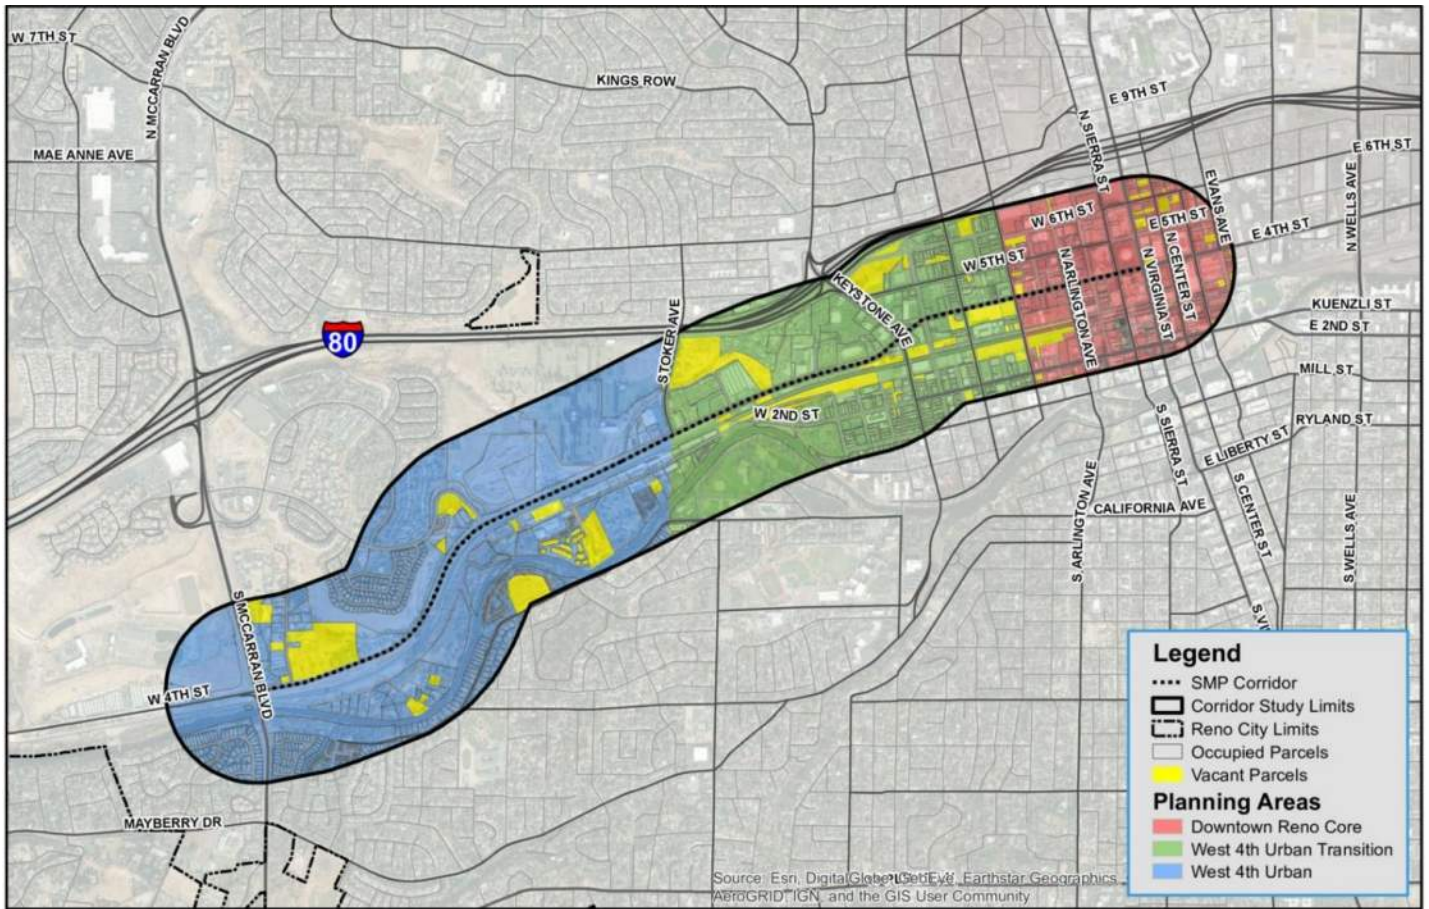 W 7TH ST
N MCCARRAN BLVD
KINGS ROW
MAE ANNE AVE
E 9TH ST
N SIERRA ST
E 6TH ST
N WELLS AVE
EVANS AVE
W 6TH ST
E 5TH ST
E 4TH ST
W 5TH ST
N ARLINGTON AVE
N VIRGINIA ST
N CENTER ST
KEYSTONE AVE
KUENZLI ST
E 2ND ST
80
STOKER AVE
MILL ST
W 2ND ST
RYLAND ST
S SIERRA ST
E LIBERTY ST
S ARLINGTON AVE
CALIFORNIA AVE
S CENTER ST
S WELLS AVE
S MCCARRAN BLVD
W 4TH ST
S VI
MAYBERRY DR
Legend
SMP Corridor
Corridor Study Limits
Reno City Limits
Occupied Parcels
Vacant Parcels
Planning Areas
Downtown Reno Core
West 4th Urban Transition
West 4th Urban
Source: Esri, DigitalGlobe, GeoEye, Earthstar Geographics
AeroGRID, IGN, and the GIS User Community